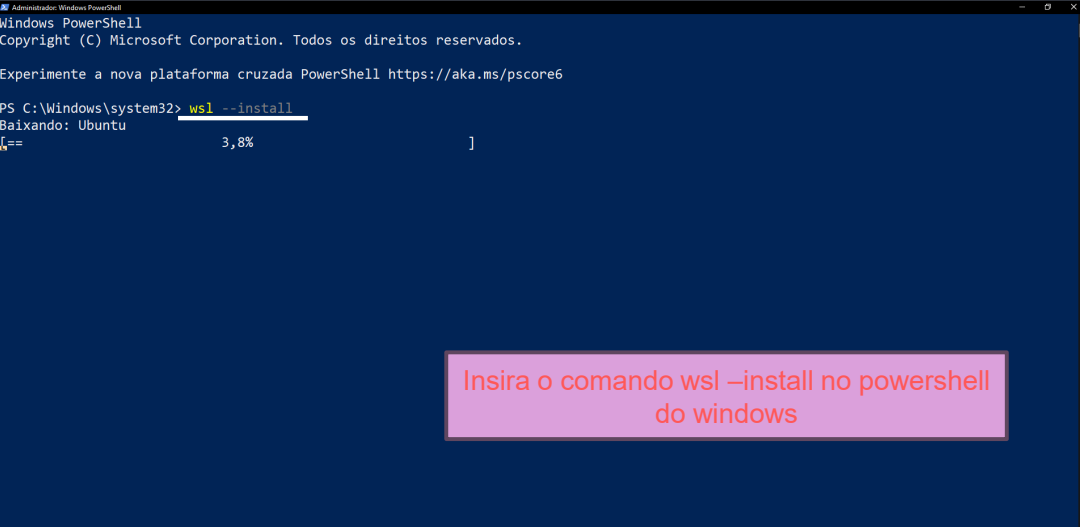 Administrador: Windows PowerShell
Windows PowerShell
Copyright (C) Microsoft Corporation. Todos os direitos reservados.
Experimente a nova plataforma cruzada PowerShell https://aka.ms/pscore6
PS C:\Windows\system32> wsl --install
Baixando: Ubuntu
[== 3,8% ]
Insira o comando wsl –install no powershell
do windows